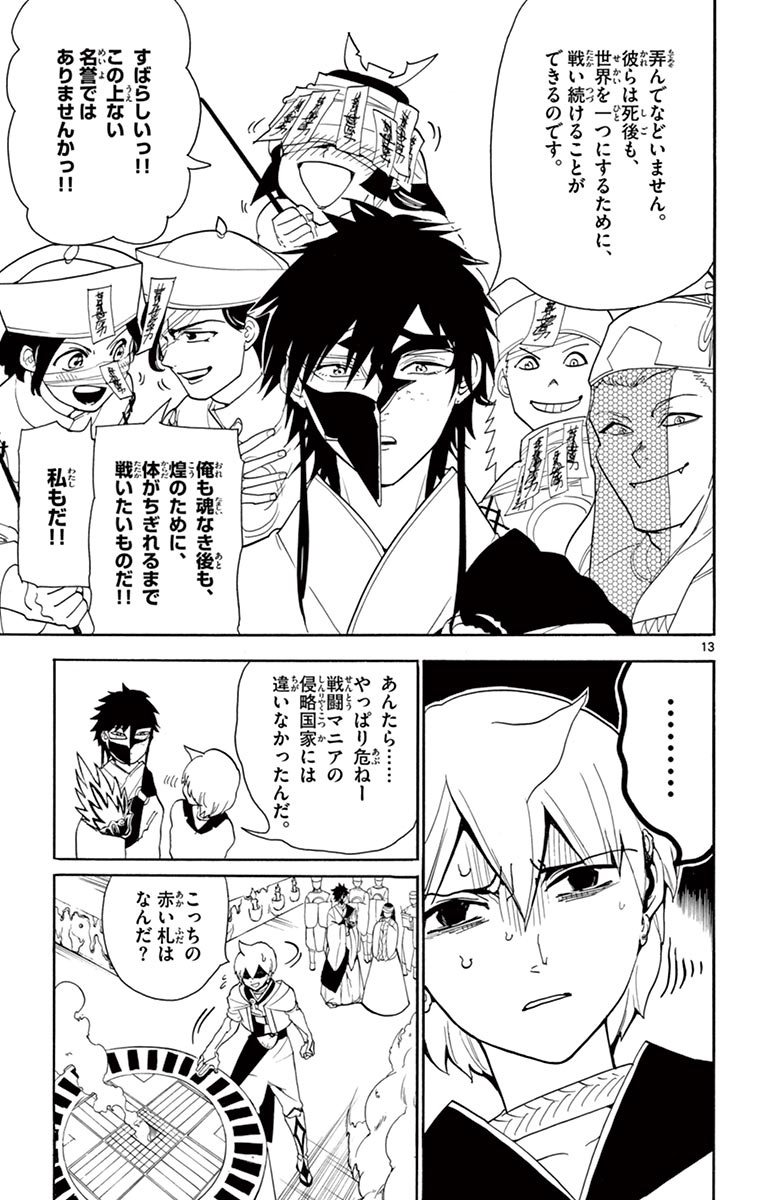 弄んでなどいません。
彼らは死後も、
世界を一つにするために、
戦い続けることが
できるのです。
すばらしいっ!!
この上ない
名誉では
ありませんかっ!!
俺も魂なき後も、
煌のために、
体がちぎれるまで
戦いたいものだ!!
私もだ!!
13
………
あんたら……
やっぱり危ねー
戦闘マニアの
侵略国家には
違いなかったんだ。
こっちの
赤い札は
なんだ?